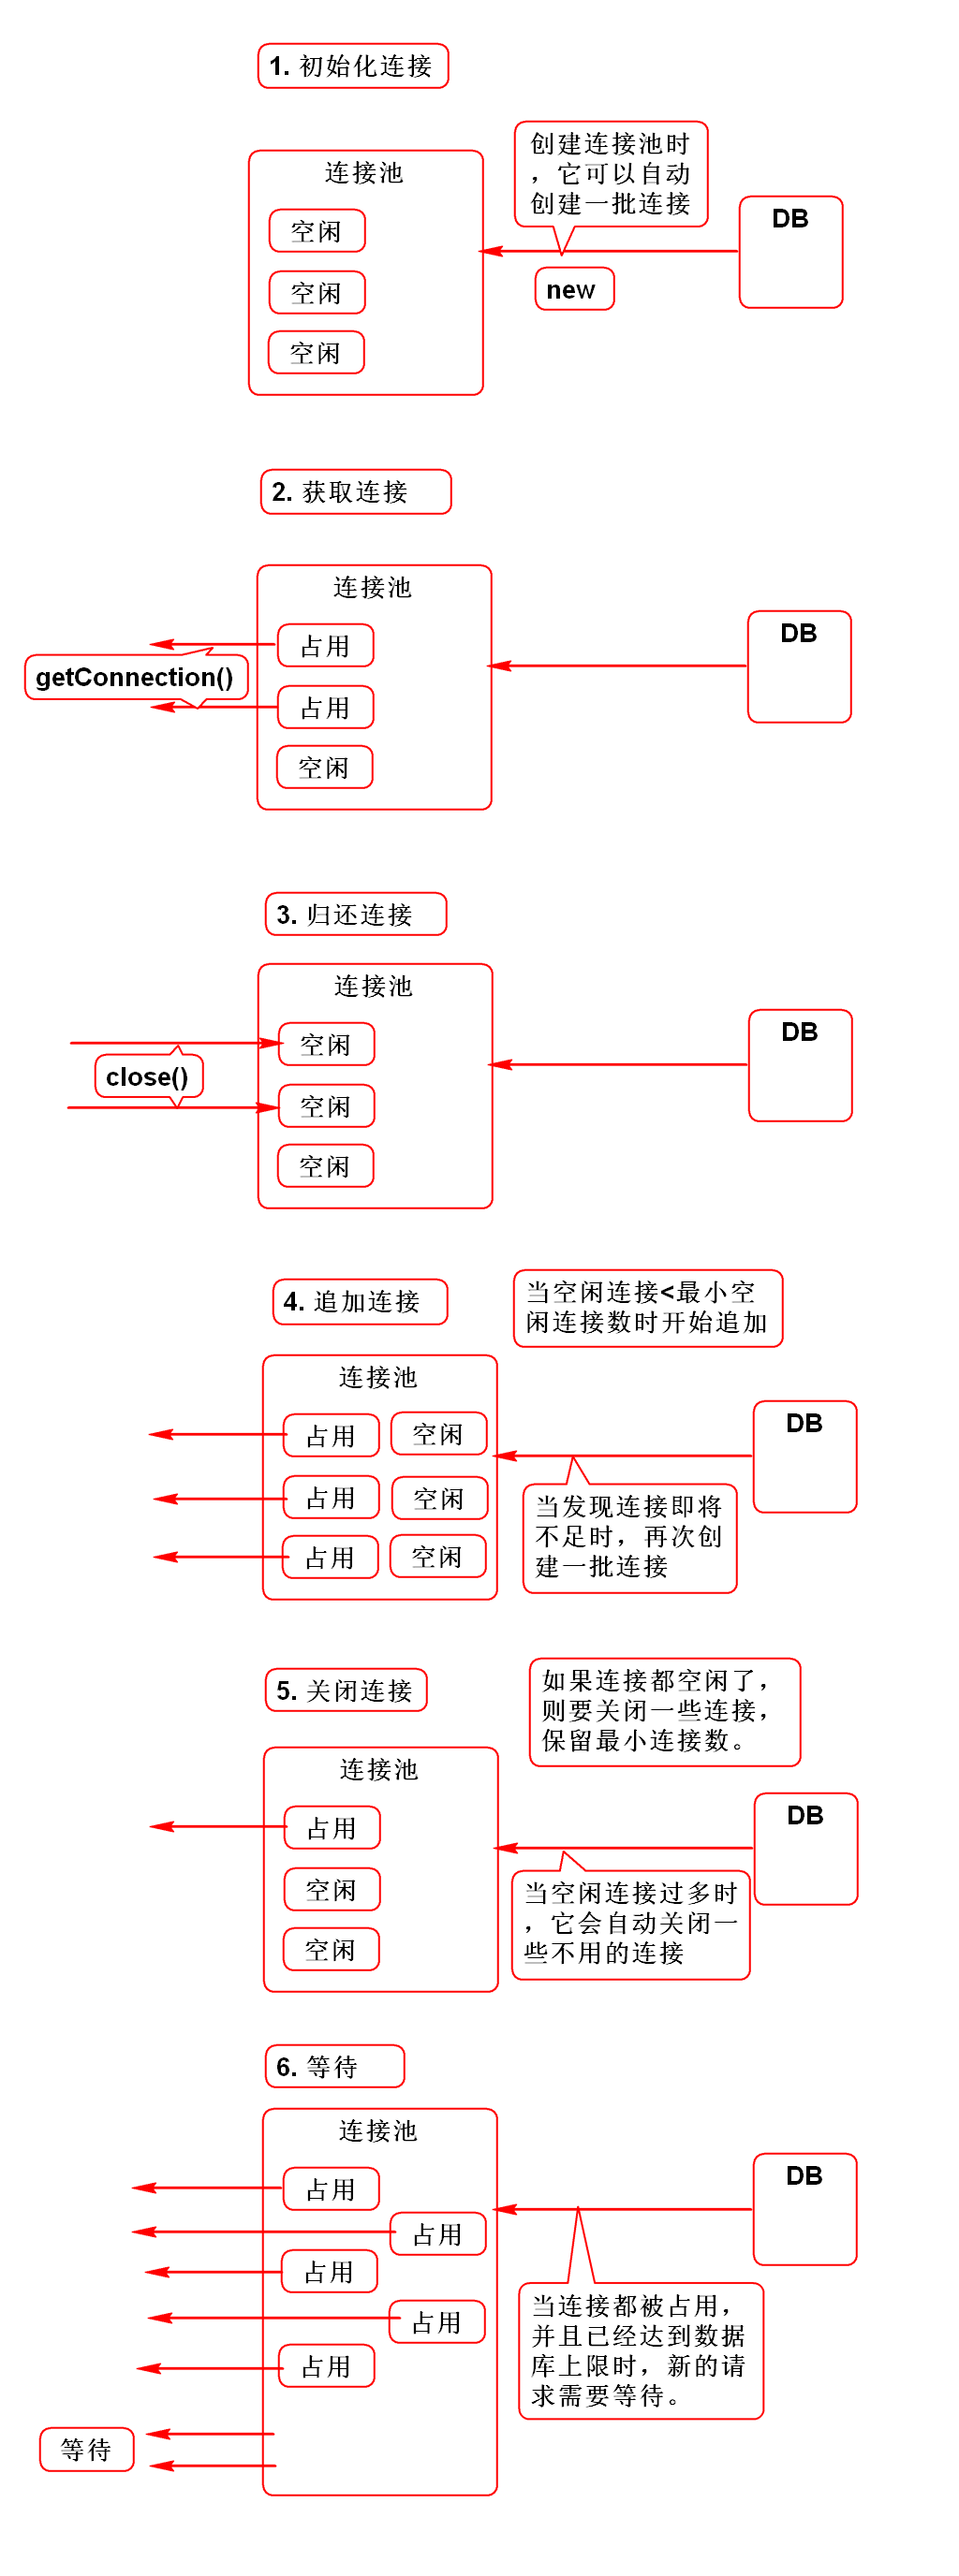 1. 初始化连接
创建连接池时
，它可以自动
创建一批连接
连接池
DB
空闲
空闲
new
空闲
2. 获取连接
连接池
DB
占用
getConnection()
占用
空闲
3. 归还连接
连接池
DB
空闲
close()
空闲
空闲
4. 追加连接
当空闲连接<最小空
闲连接数时开始追加
连接池
DB
占用 空闲
占用 空闲
占用 空闲
当发现连接即将
不足时，再次创
建一批连接
5. 关闭连接
如果连接都空闲了，
则要关闭一些连接，
保留最小连接数。
连接池
DB
占用
空闲
空闲
当空闲连接过多时
，它会自动关闭一
些不用的连接
6. 等待
连接池
DB
占用
占用
占用
占用
占用
当连接都被占用，
并且已经达到数据
库上限时，新的请
求需要等待。
等待